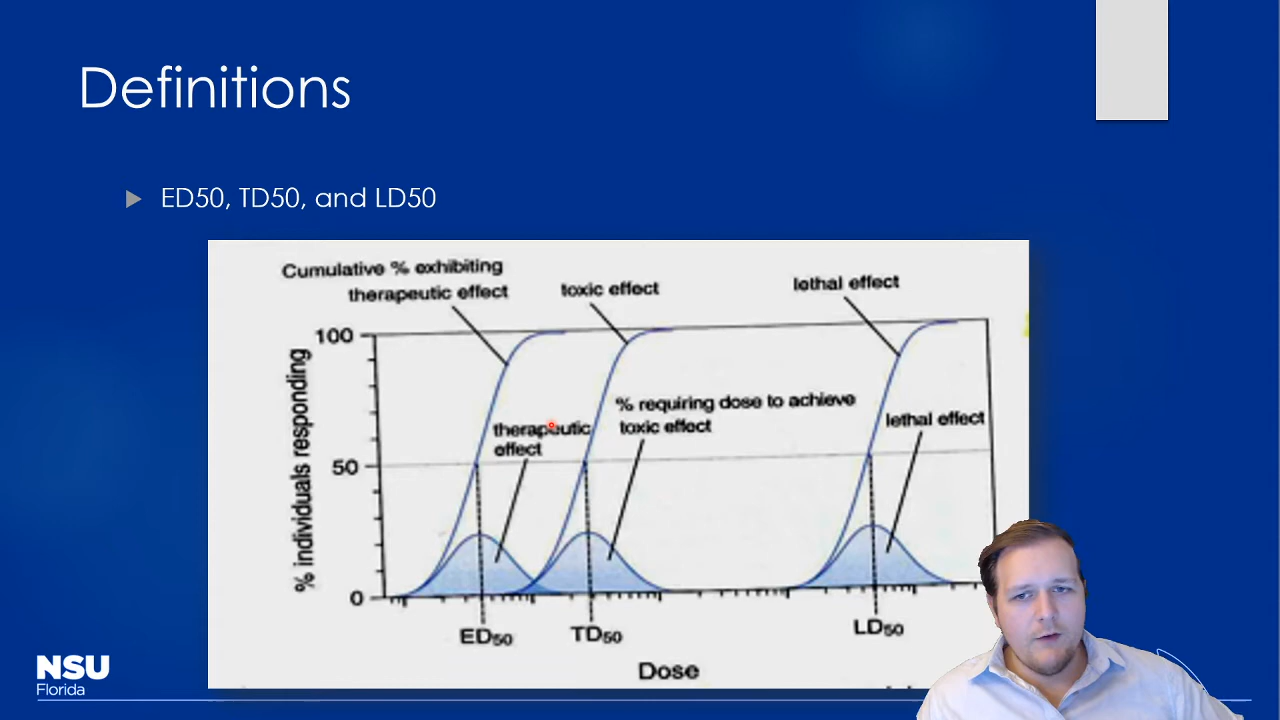 Definitions
ED50, TD50, and LD50
Cumulative % exhibiting
therapeutic effect
toxic effect
lethal effect
100
% requiring dose to achieve
therapeutic
effect
toxic effect
lethal effect
50
0
% individuals responding
ED50
TD50
LD50
Dose
NSU
Florida